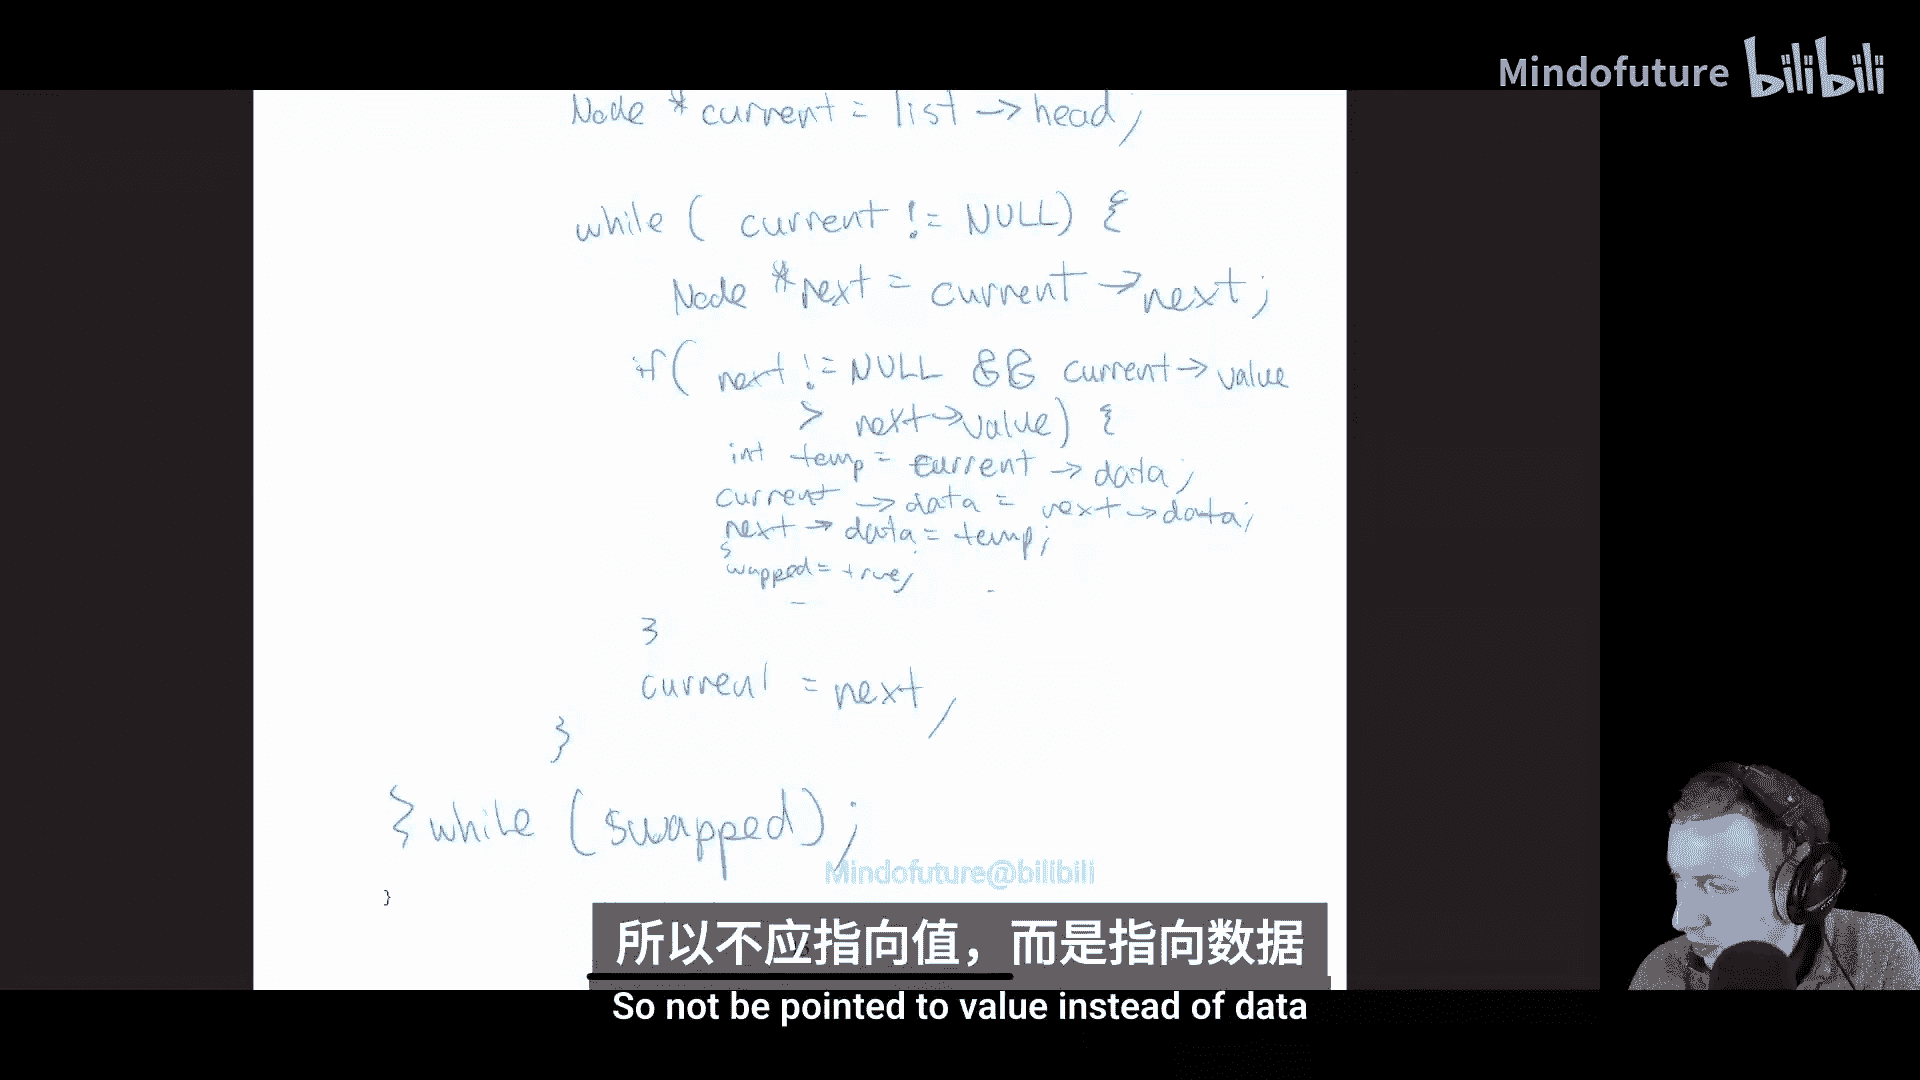 Mindofuture bilibili
Node *current = list -> head;
while ( current != NULL) {
Node *next = current -> next;
if( next != NULL && current -> value
> next -> value) {
int temp = current -> data;
current -> data = next -> data;
next -> data = temp;
swapped = true;
}
current = next;
}
} while (swapped);
Mindofuture@bilibili
}
所以不应指向值，而是指向数据
So not be pointed to value instead of data